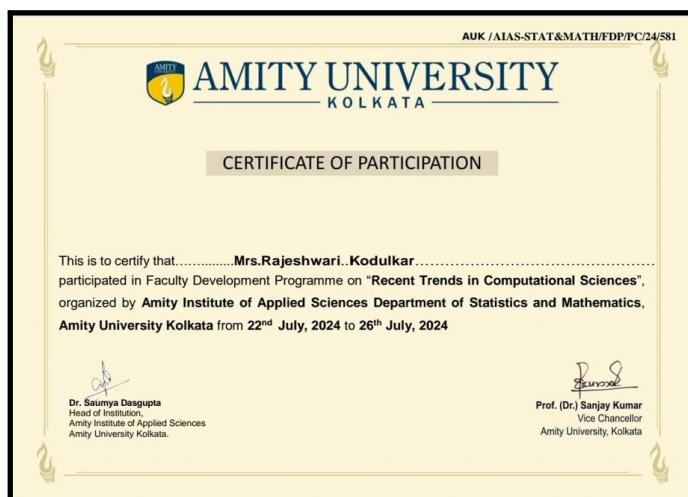 AUK /AIAS-STAT&MATH/FDP/PC/24/581
AMITY UNIVERSITY
AMITY UNIVERSITY
KOLKATA
CERTIFICATE OF PARTICIPATION
This is to certify that............Mrs.Rajeshwari..Kodulkar................................................
participated in Faculty Development Programme on “Recent Trends in Computational Sciences”,
organized by Amity Institute of Applied Sciences Department of Statistics and Mathematics,
Amity University Kolkata from 22nd July, 2024 to 26th July, 2024
Dr. Saumya Dasgupta
Head of Institution,
Amity Institute of Applied Sciences
Amity University Kolkata.
Prof. (Dr.) Sanjay Kumar
Vice Chancellor
Amity University, Kolkata